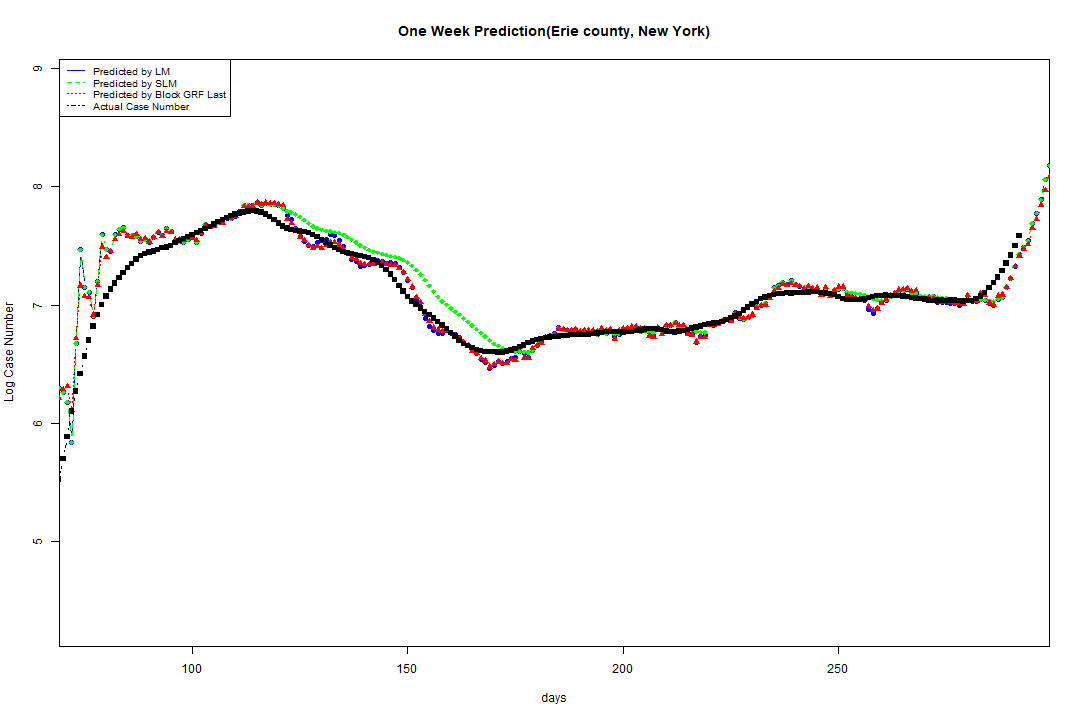 One Week Prediction(Erie county, New York)
Predicted by LM
Predicted by SLM
Predicted by Block GRF Last
Actual Case Number
9
8
7
6
5
Log Case Number
100
150
200
250
days